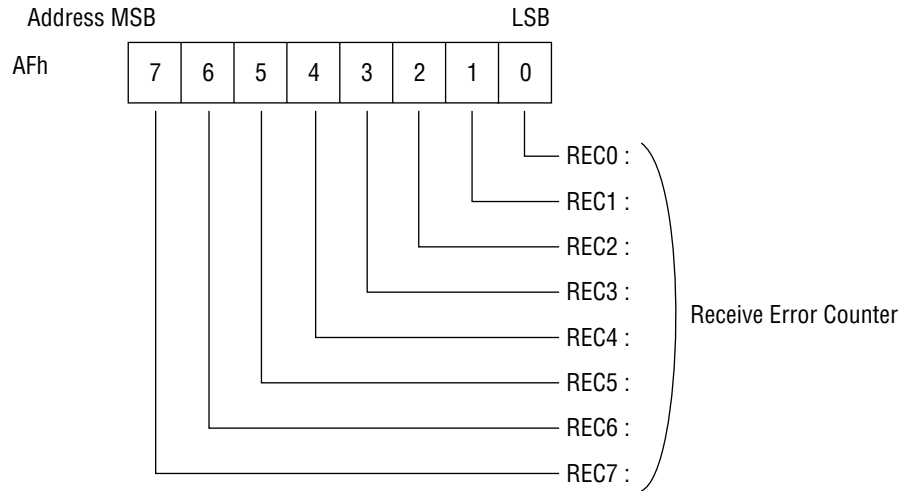 Address MSB LSB
AFh 7 6 5 4 3 2 1 0
REC0 :
REC1 :
REC2 :
REC3 :
Receive Error Counter
REC4 :
REC5 :
REC6 :
REC7 :